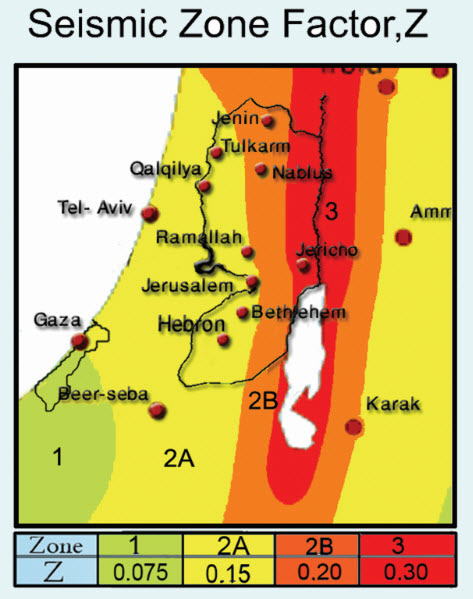 Seismic Zone Factor,Z
Jenin
Tulkarm
Qalqilya
Nablus
Tel- Aviv
3
Amm
Ramallah
Jericho
Jerusalem
Gaza
Hebron
Bethlehem
Beer-seba
2B
Karak
1
2A
Zone 1 2A 2B 3
Z 0.075 0.15 0.20 0.30